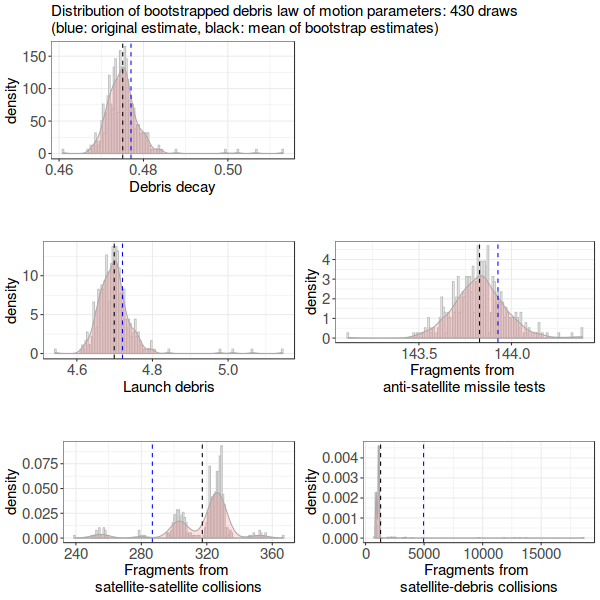 Distribution of bootstrapped debris law of motion parameters: 430 draws
(blue: original estimate, black: mean of bootstrap estimates)
150
100
50
0
density
0.46 0.48 0.50
Debris decay
10
5
0
density
4.6 4.8 5.0
Launch debris
4
3
2
1
0
density
143.5 144.0
Fragments from
anti-satellite missile tests
0.075
0.050
0.025
0.000
density
240 280 320 360
Fragments from
satellite-satellite collisions
0.004
0.003
0.002
0.001
0.000
density
0 5000 10000 15000
Fragments from
satellite-debris collisions